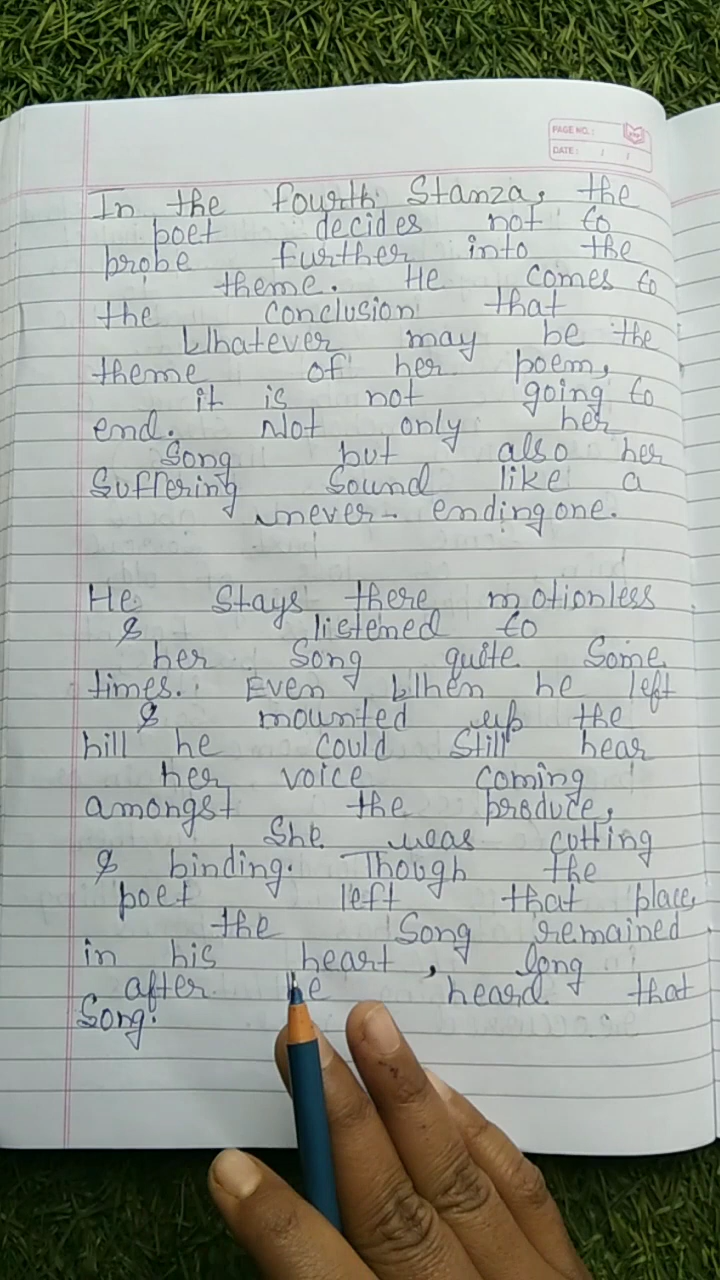 PAGE NO.:
DATE: / /
In the fourth Stanza, the
poet decides not to
probe further into the
theme. He comes to
the conclusion that
Whatever may be the
theme of her poem,
it is not going to
end. Not only her
Song but also her
Suffering Sound like a
never- ending one.
He Stays there motionless
& listened to
her Song quite Some
times. Even When he left
& mounted up the
hill he could Still hear
her voice coming
amongst the produce,
She was cutting
& binding. Though the
poet left that place,
the Song remained
in his heart, long
after he heard that
Song.